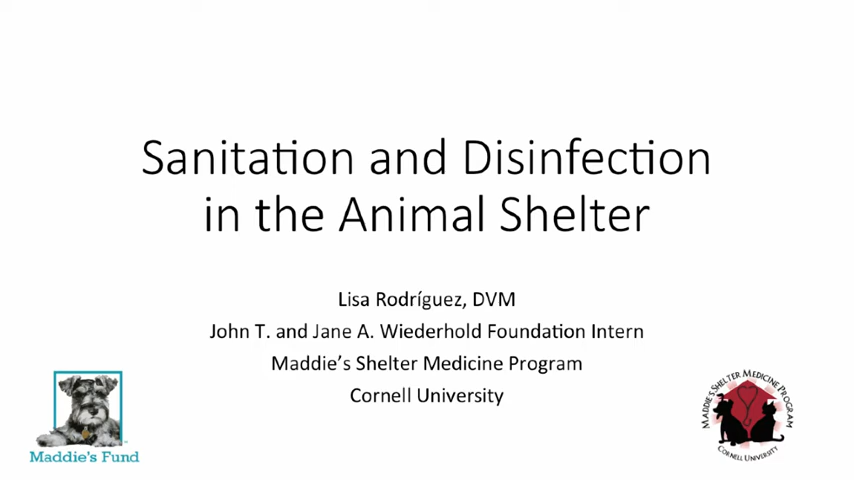 Sanitation and Disinfection
in the Animal Shelter
Lisa Rodríguez, DVM
John T. and Jane A. Wiederhold Foundation Intern
Maddie's Shelter Medicine Program
Cornell University
Maddie's Fund
MADDIE'S SHELTER MEDICINE PROGRAM
CORNELL UNIVERSITY